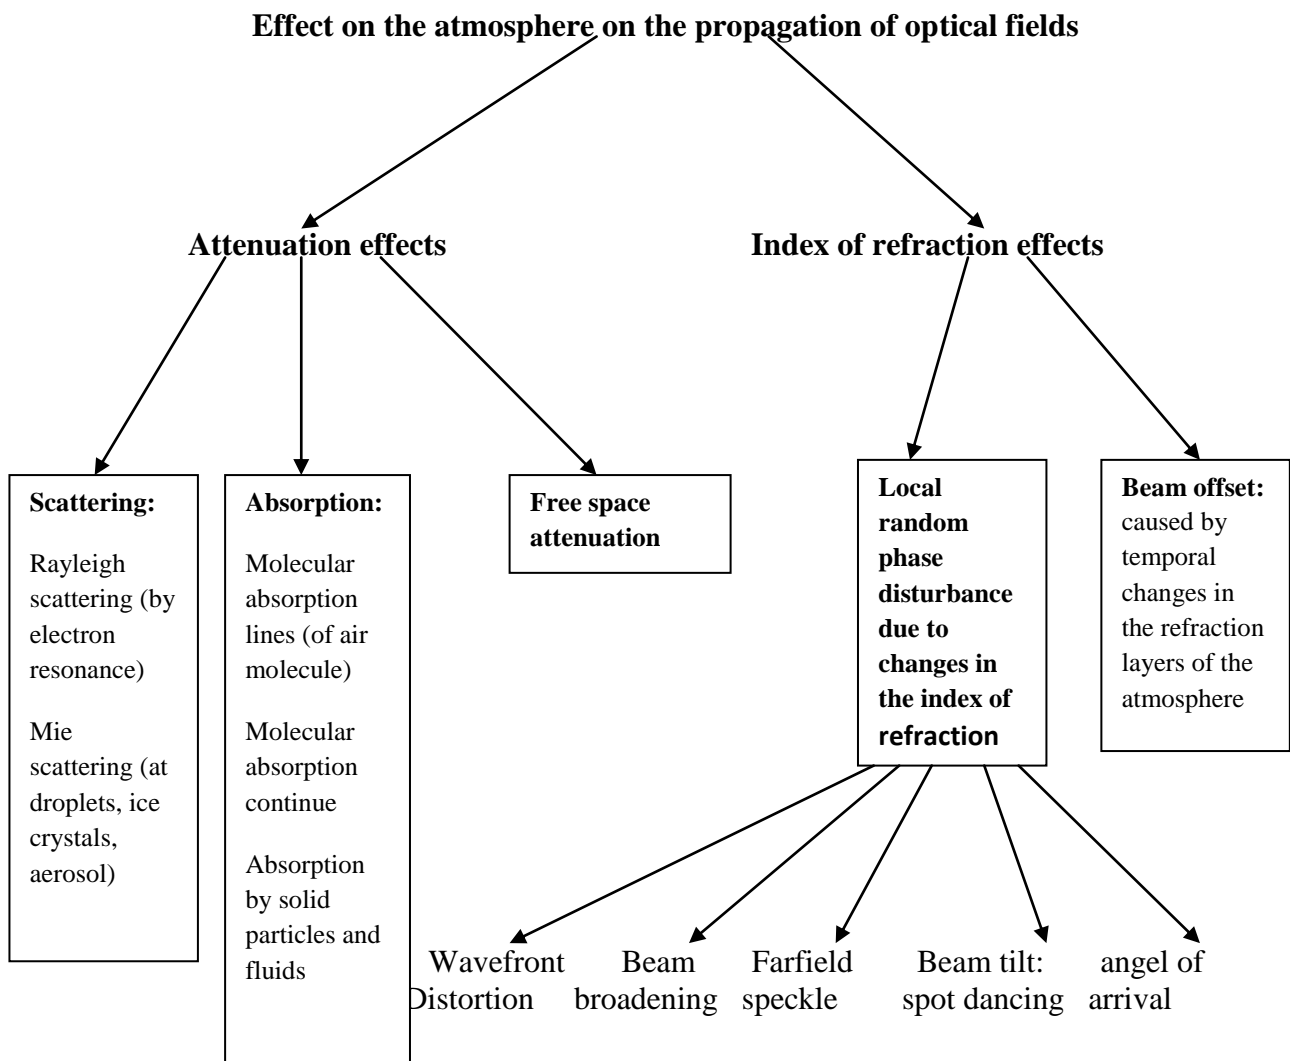 Effect on the atmosphere on the propagation of optical fields
Attenuation effects
Index of refraction effects
Scattering:
Rayleigh
scattering (by
electron
resonance)
Mie
scattering (at
droplets, ice
crystals,
aerosol)
Absorption:
Molecular
absorption
lines (of air
molecule)
Molecular
absorption
continue
Absorption
by solid
particles and
fluids
Free space
attenuation
Local
random
phase
disturbance
due to
changes in
the index of
refraction
Beam offset:
caused by
temporal
changes in
the refraction
layers of the
atmosphere
Wavefront
Distortion
Beam
broadening
Farfield
speckle
Beam tilt:
spot dancing
angel of
arrival